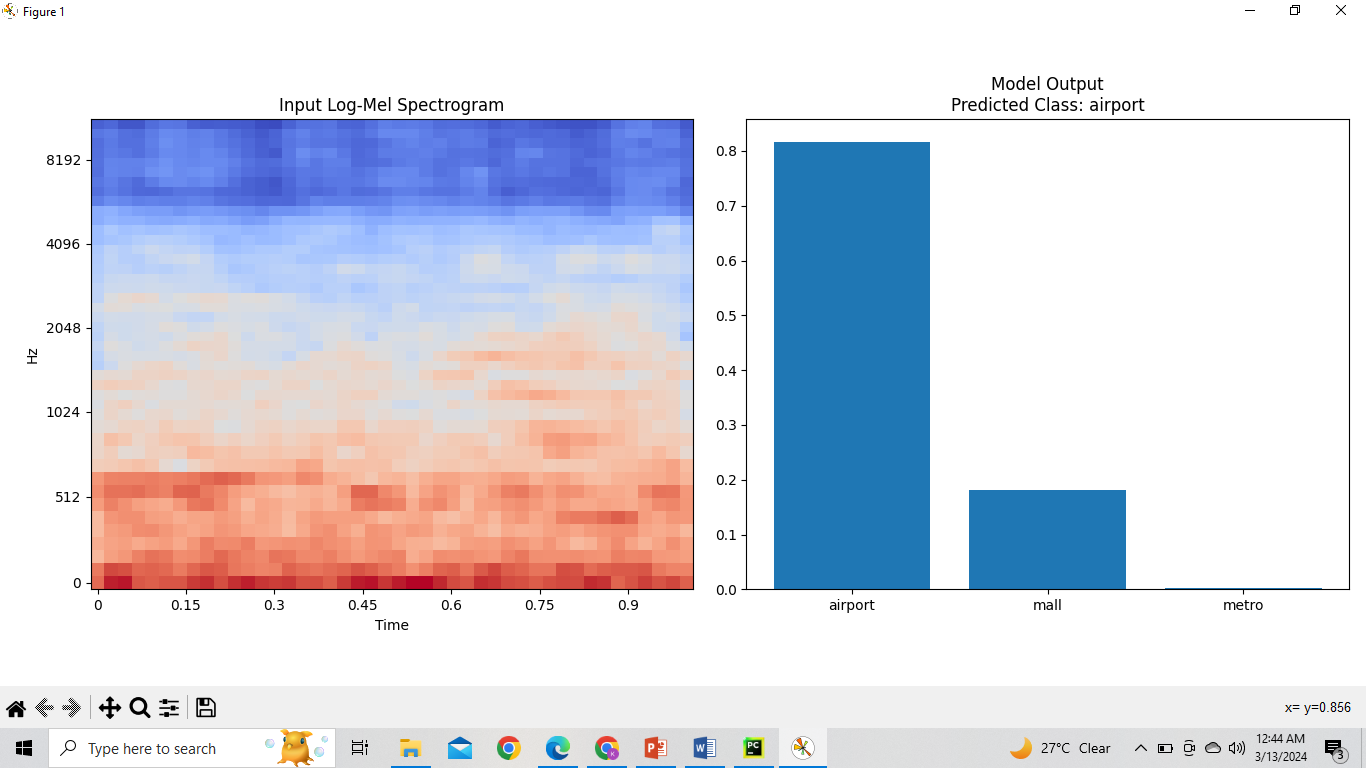 Figure 1
Input Log-Mel Spectrogram
8192
4096
2048
1024
512
0
Hz
0 0.15 0.3 0.45 0.6 0.75 0.9
Time
Model Output
Predicted Class: airport
0.8
0.7
0.6
0.5
0.4
0.3
0.2
0.1
0.0
airport mall metro
x= y=0.856
Type here to search
27°C Clear
12:44 AM
3/13/2024
3